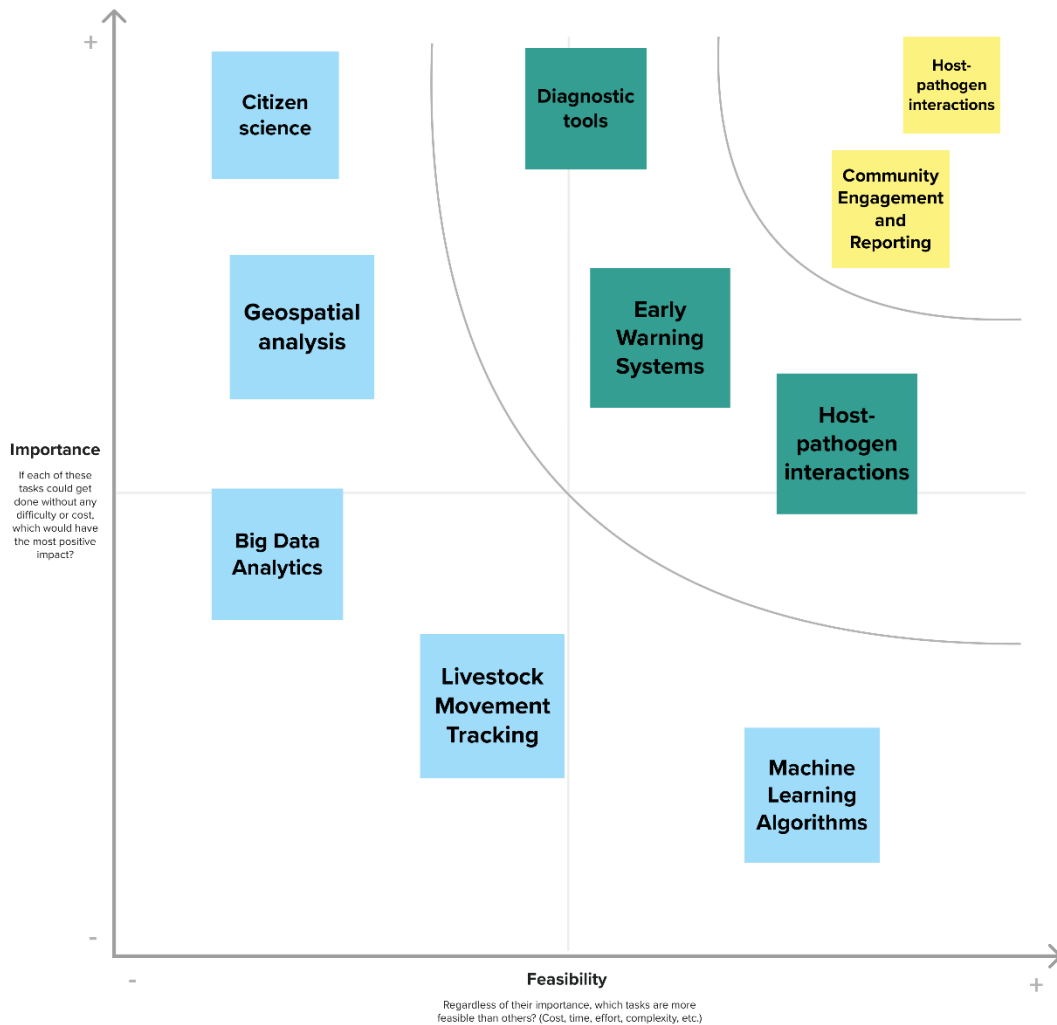 +
Citizen
science
Diagnostic
tools
Host-
pathogen
interactions
Community
Engagement
and
Reporting
Geospatial
analysis
Early
Warning
Systems
Host-
pathogen
interactions
Importance
If each of these
tasks could get
done without any
difficulty or cost,
which would have
the most positive
impact?
Big Data
Analytics
Livestock
Movement
Tracking
Machine
Learning
Algorithms
-
-
Feasibility
+
Regardless of their importance, which tasks are more
feasible than others? (Cost, time, effort, complexity, etc.)